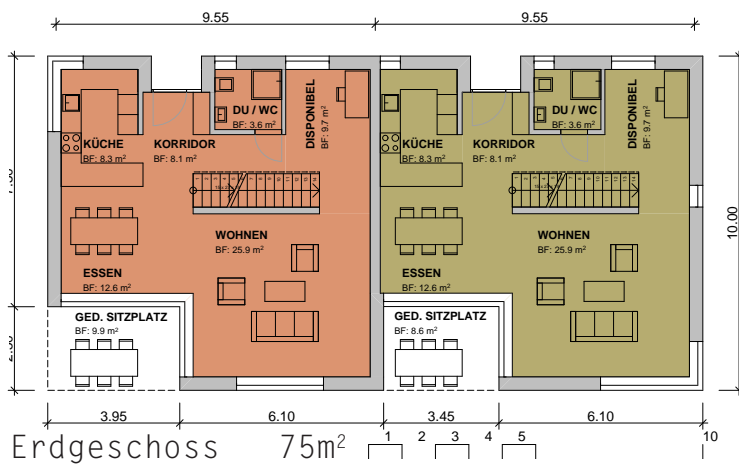 9.55 9.55
DU / WC
BF: 3.6 m²
DISPONIBEL
BF: 9.7 m²
KÜCHE
BF: 8.3 m²
KORRIDOR
BF: 8.1 m²
WOHNEN
BF: 25.9 m²
ESSEN
BF: 12.6 m²
GED. SITZPLATZ
BF: 9.9 m²
DU / WC
BF: 3.6 m²
DISPONIBEL
BF: 9.7 m²
KÜCHE
BF: 8.3 m²
KORRIDOR
BF: 8.1 m²
WOHNEN
BF: 25.9 m²
ESSEN
BF: 12.6 m²
GED. SITZPLATZ
BF: 8.6 m²
10.00
3.95 6.10 3.45 6.10
Erdgeschoss 75m² 1 2 3 4 5 10